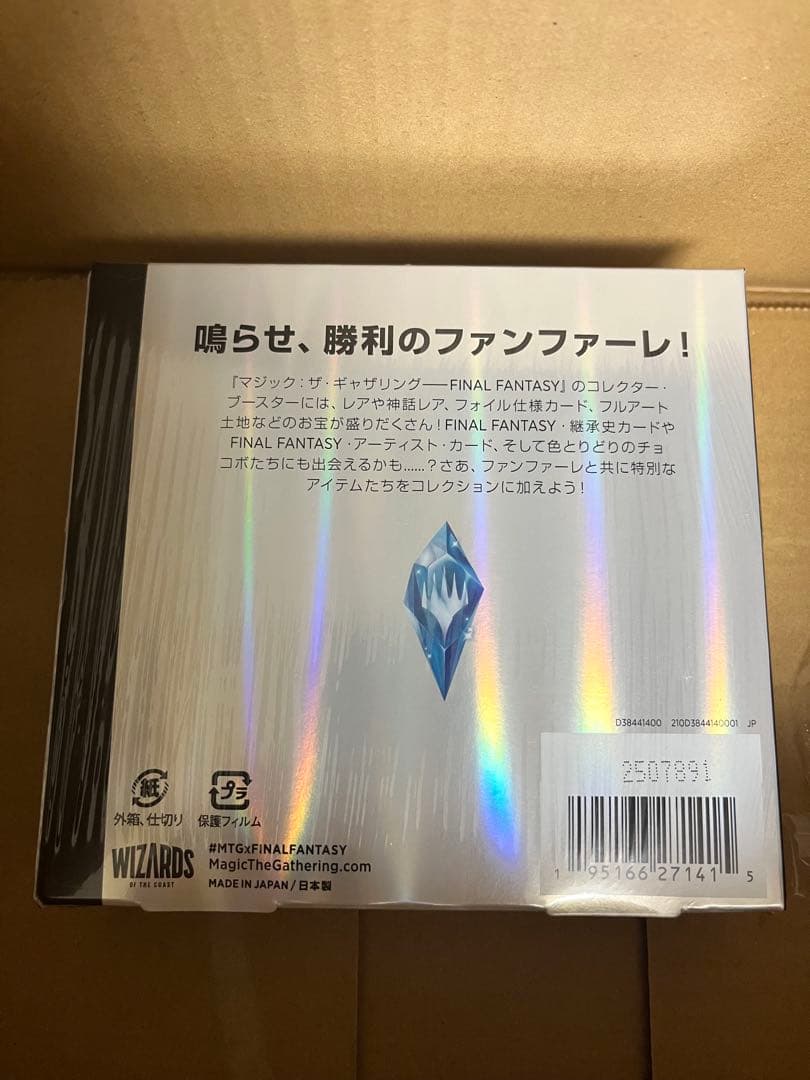 鳴らせ、勝利のファンファーレ!
『マジック:ザ・ギャザリング——FINAL FANTASY』のコレクター・
ブースターには、レアや神話レア、フォイル仕様カード、フルアート
土地などのお宝が盛りだくさん!FINAL FANTASY・継承史カードや
FINAL FANTASY・アーティスト・カード、そして色とりどりのチョ
コボたちにも出会えるかも……?さあ、ファンファーレと共に特別な
アイテムたちをコレクションに加えよう!
D38441400 210D3844140001 JP
2507891
1 95166 27141 5
紙
外箱、仕切り
プラ
保護フィルム
WIZARDS
OF THE COAST
#MTGxFINALFANTASY
MagicTheGathering.com
MADE IN JAPAN / 日本製